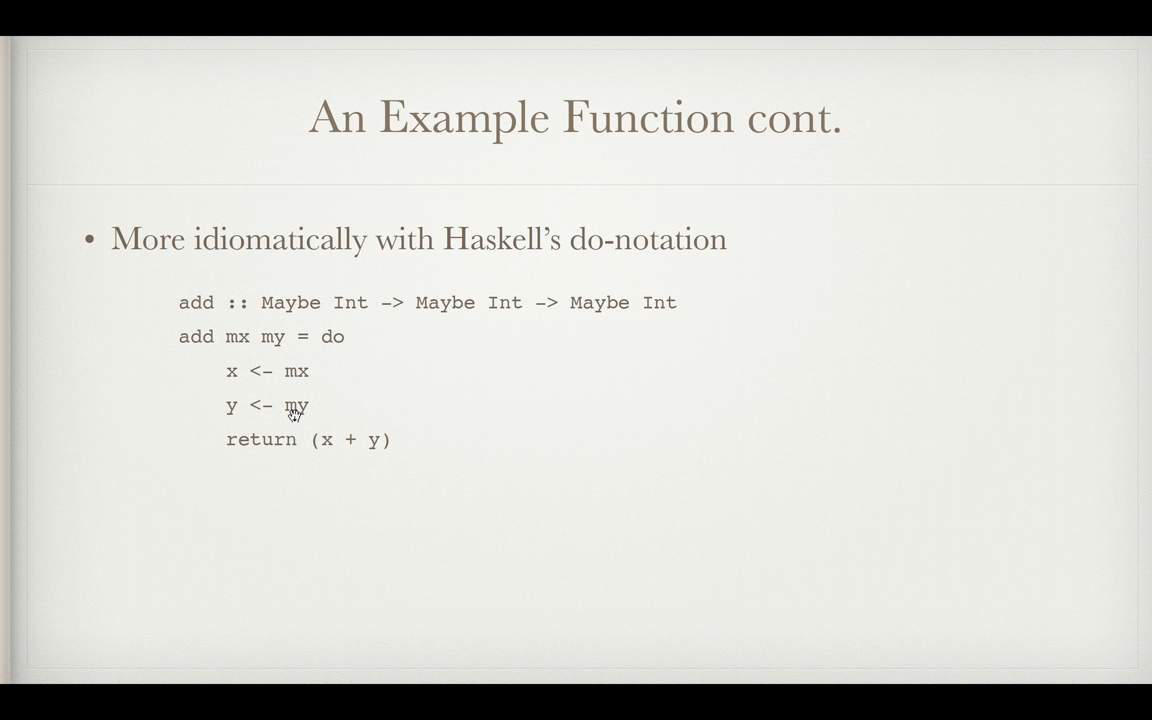 An Example Function cont.
• More idiomatically with Haskell’s do-notation
add :: Maybe Int -> Maybe Int -> Maybe Int
add mx my = do
    x <- mx
    y <- my
    return (x + y)